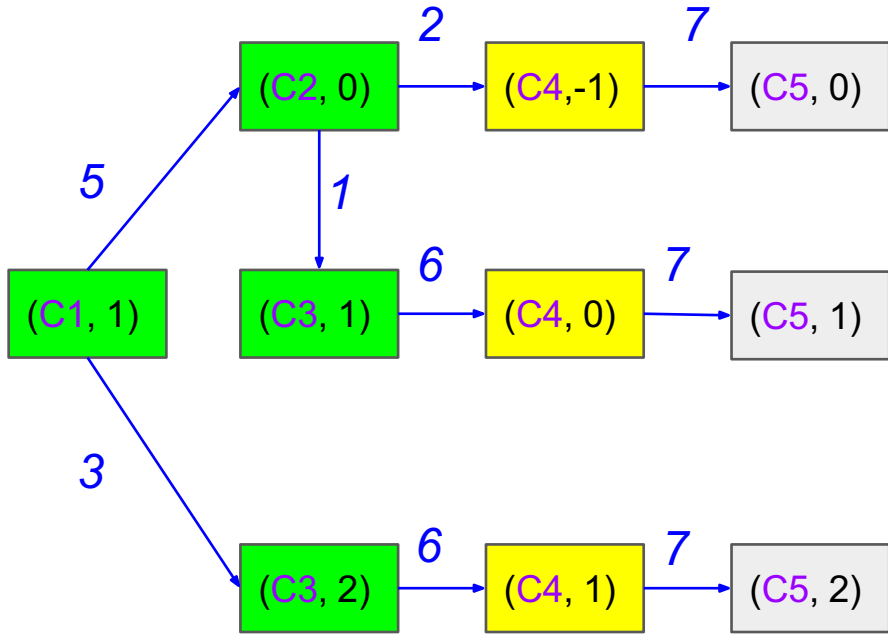 2
7
(C2, 0)
(C4,-1)
(C5, 0)
5
1
6
7
(C1, 1)
(C3, 1)
(C4, 0)
(C5, 1)
3
6
7
(C3, 2)
(C4, 1)
(C5, 2)